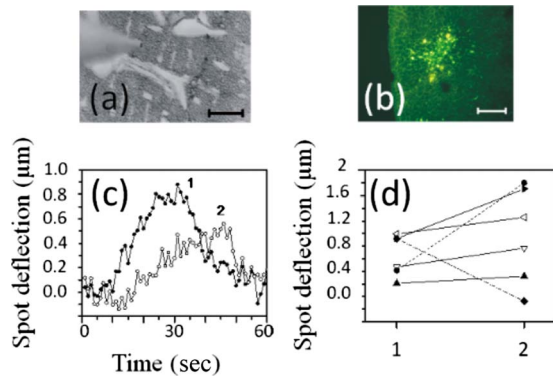 (a)
(b)
Spot deflection (μm)
1.0
0.8
0.6
0.4
0.2
0.0
(c)
1
2
0
30
60
Time (sec)
Spot deflection (μm)
2
1.6
1.2
0.8
0.4
0.0
(d)
1
2